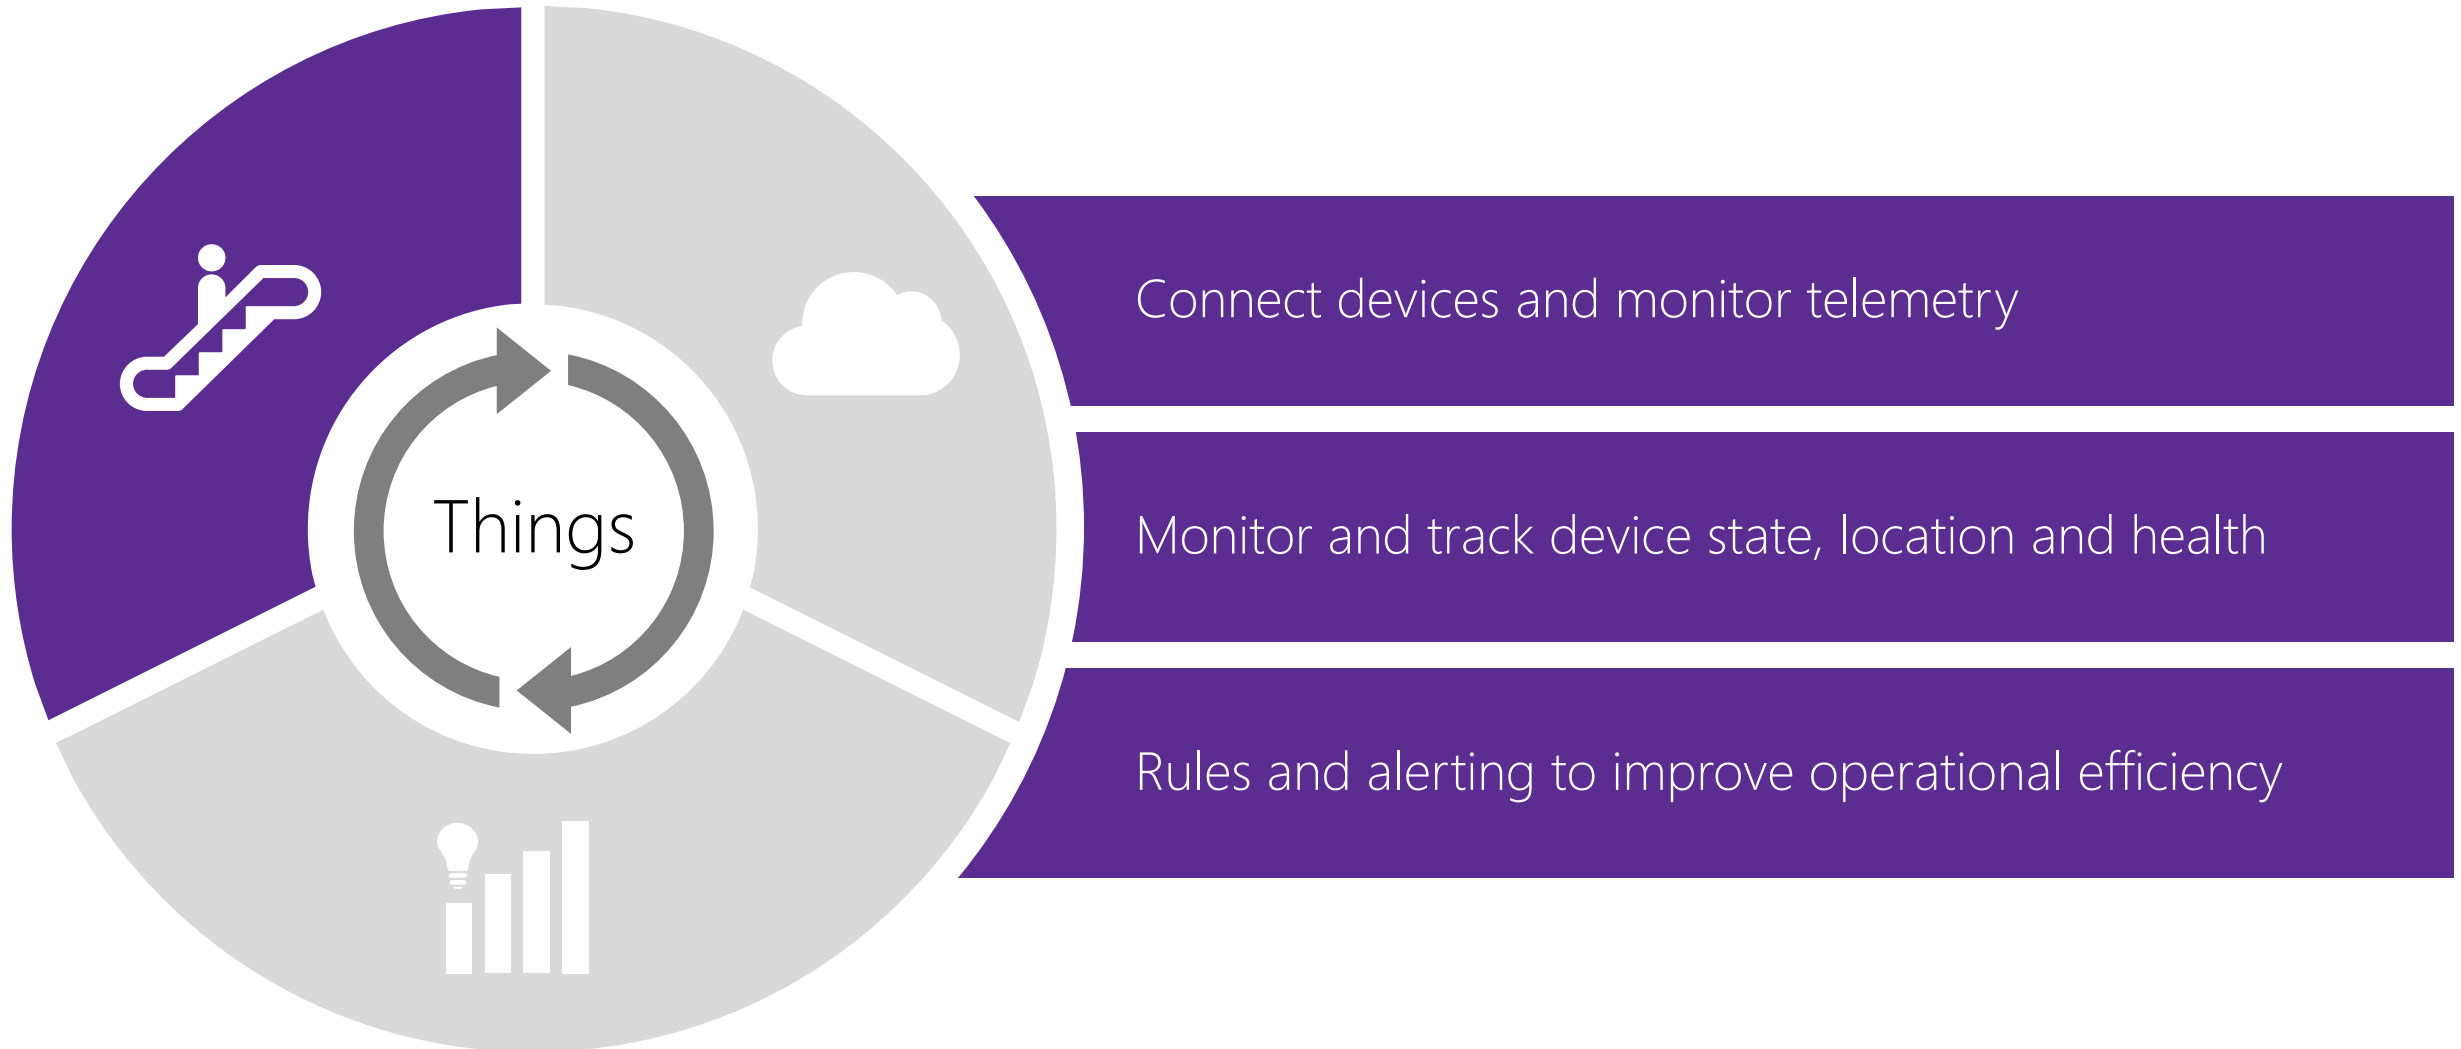 Things
Connect devices and monitor telemetry
Monitor and track device state, location and health
Rules and alerting to improve operational efficiency